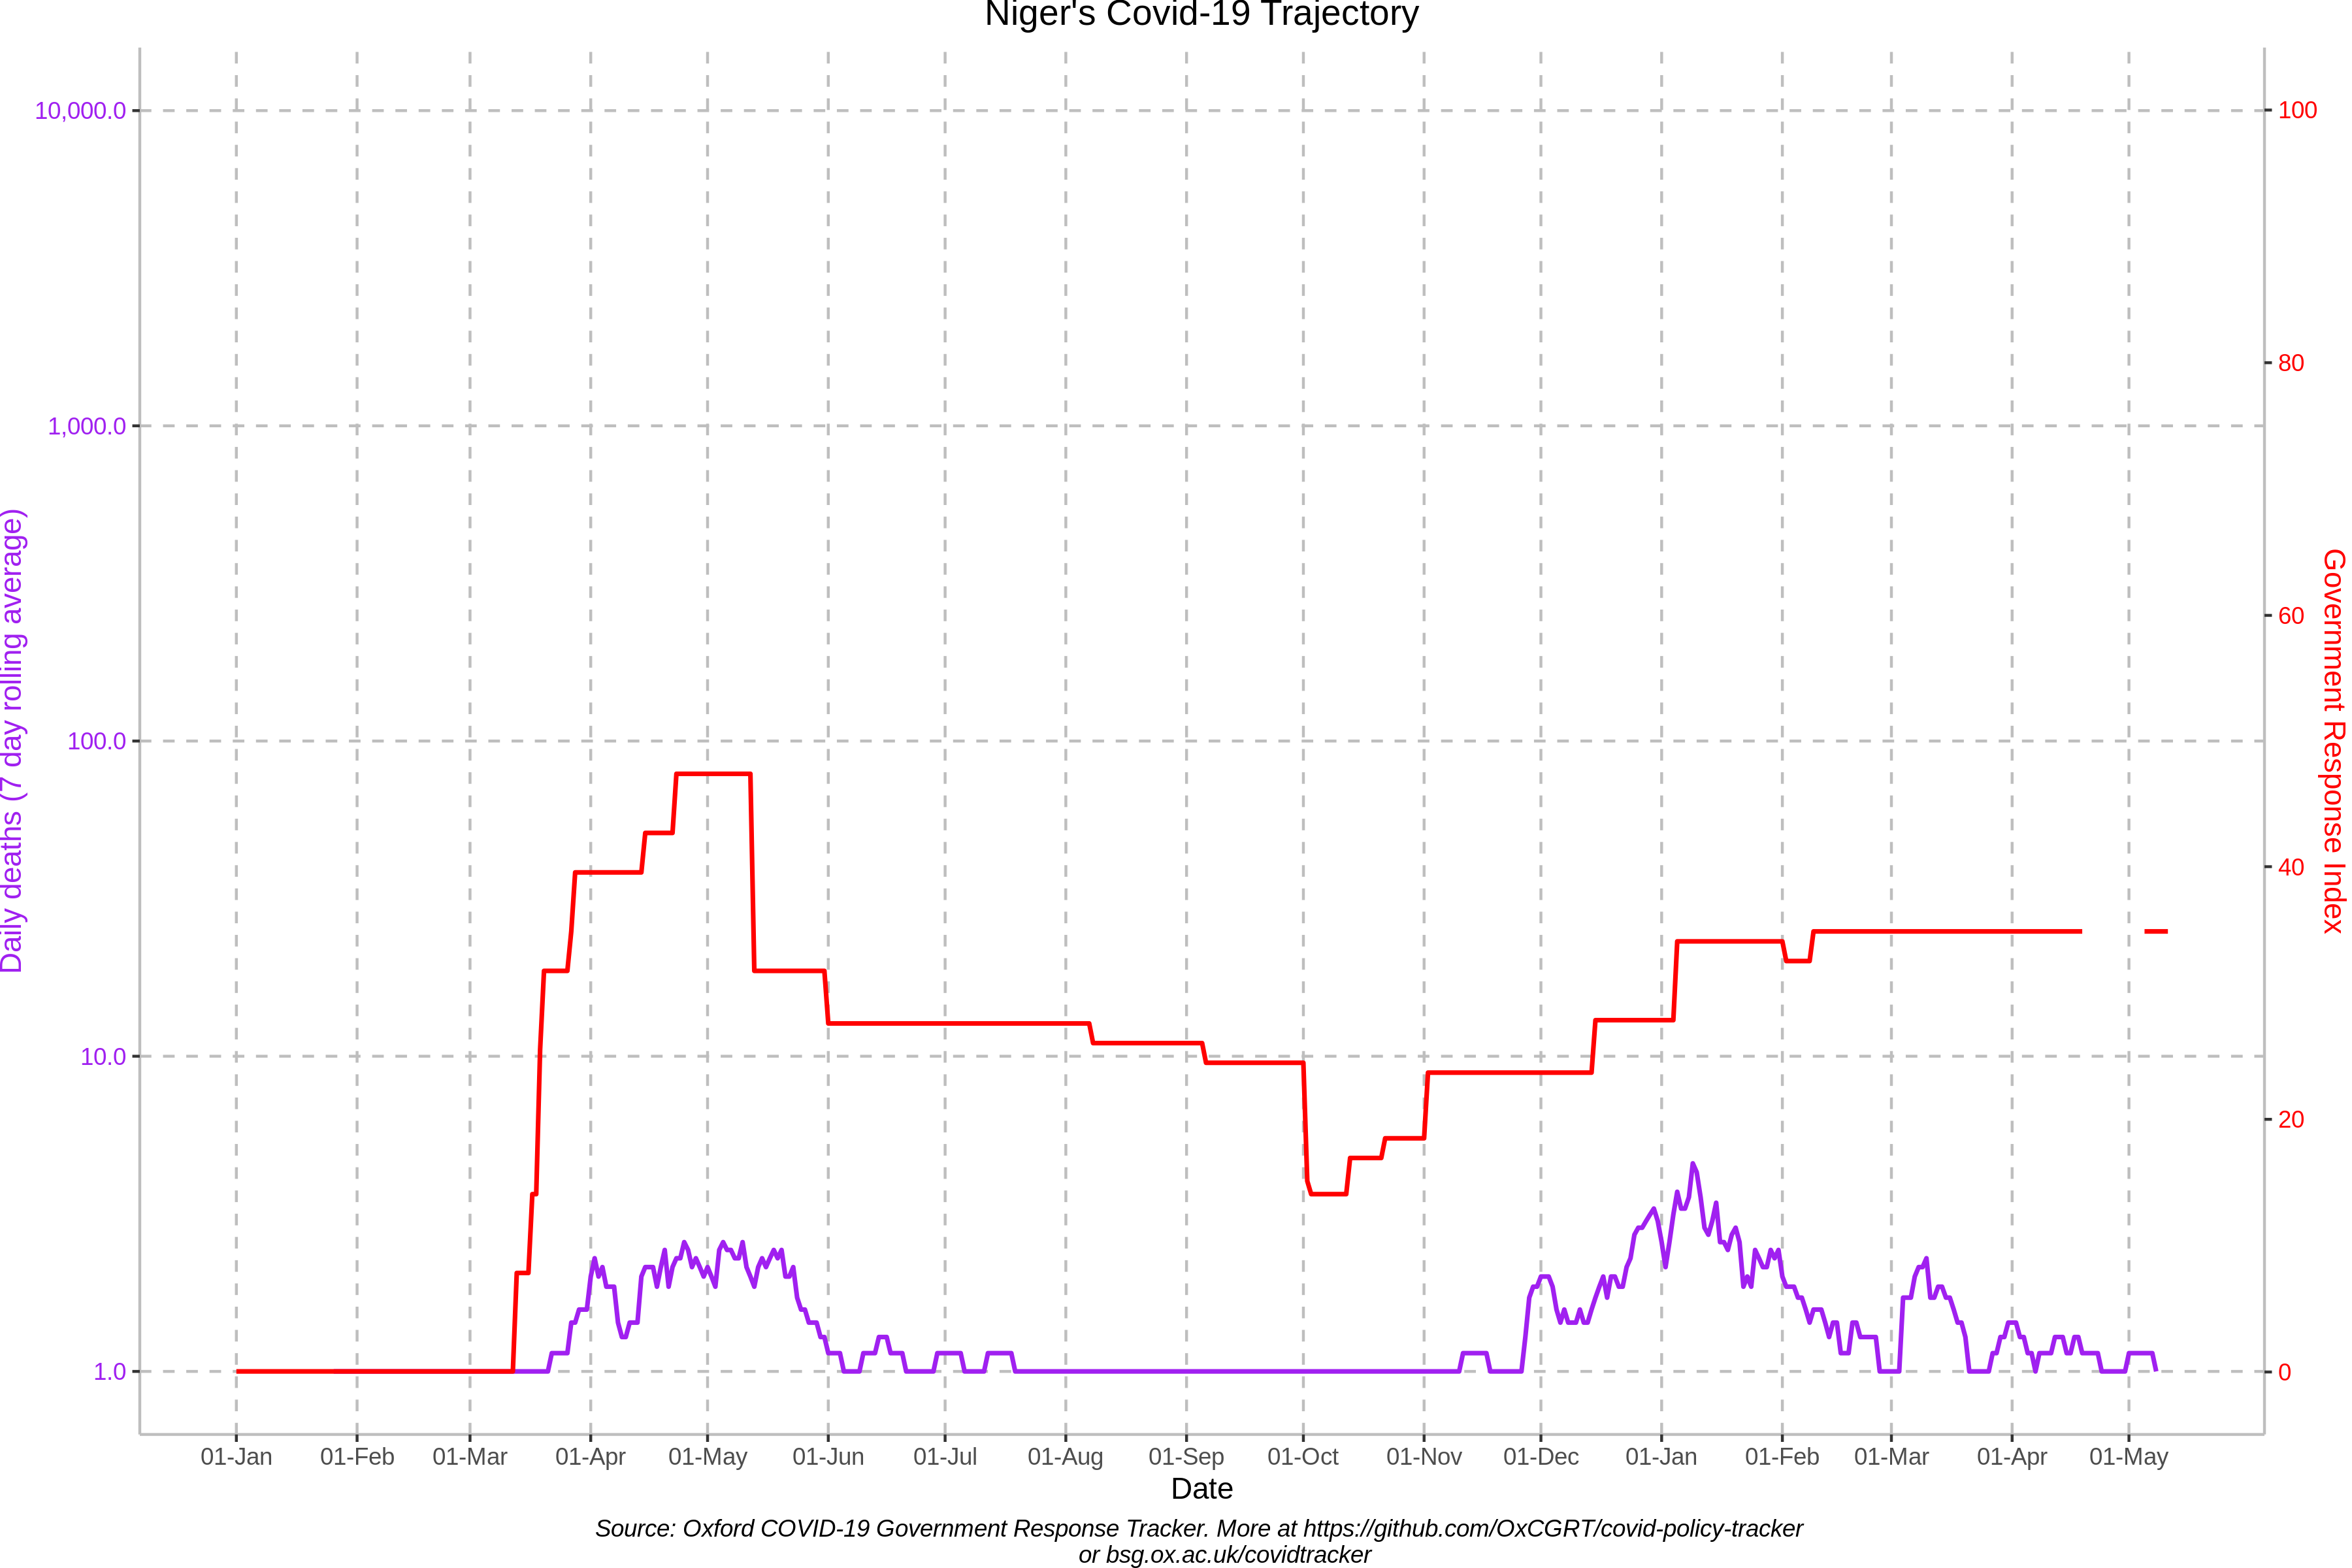 Niger's Covid-19 Trajectory
10,000.0
1,000.0
100.0
10.0
1.0
Daily deaths (7 day rolling average)
100
80
60
40
20
0
Government Response Index
01-Jan 01-Feb 01-Mar 01-Apr 01-May 01-Jun 01-Jul 01-Aug 01-Sep 01-Oct 01-Nov 01-Dec 01-Jan 01-Feb 01-Mar 01-Apr 01-May
Date
Source: Oxford COVID-19 Government Response Tracker. More at https://github.com/OxCGRT/covid-policy-tracker
or bsg.ox.ac.uk/covidtracker